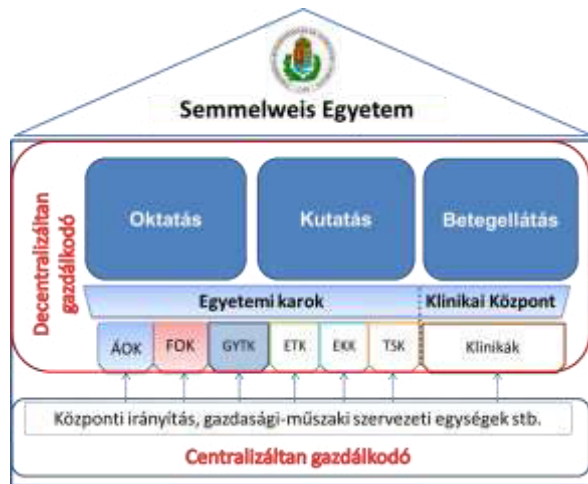 Semmelweis Egyetem
Decentralizáltan
gazdálkodó
Oktatás
Kutatás
Betegellátás
Egyetemi karok
Klinikai Központ
ÁOK
FOK
GYTK
ETK
EKK
TSK
Klinikák
Központi irányítás, gazdasági-műszaki szervezeti egységek stb.
Centralizáltan gazdálkodó